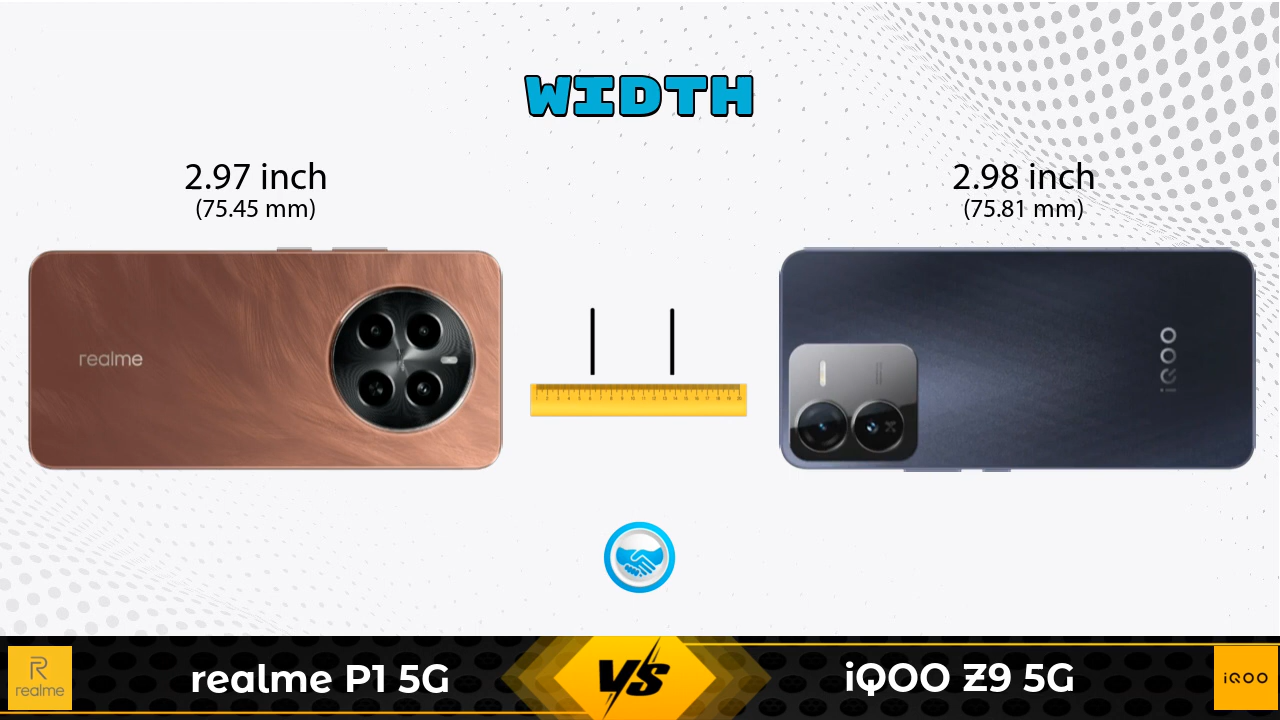 WIDTH
2.97 inch
(75.45 mm)
2.98 inch
(75.81 mm)
realme
iQOO
realme P1 5G
VS
iQOO Z9 5G
R
realme
iQOO